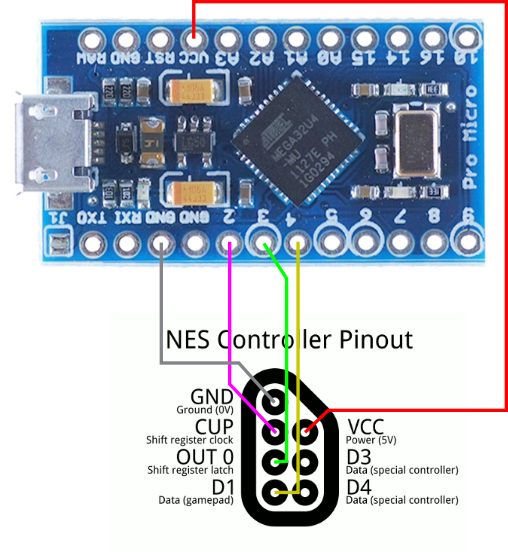 RAW GND RST VCC A3 A2 A1 A0 15 14 16 10
ATMEL
MEGA32U4
-MU
1127E PH
1G0294
Pro Micro
J1 TXO RXI GND GND 2 3 4 5 6 7 8 9
NES Controller Pinout
GND
Ground (0V)
CUP
Shift register clock
OUT 0
Shift register latch
D1
Data (gamepad)
VCC
Power (5V)
D3
Data (special controller)
D4
Data (special controller)